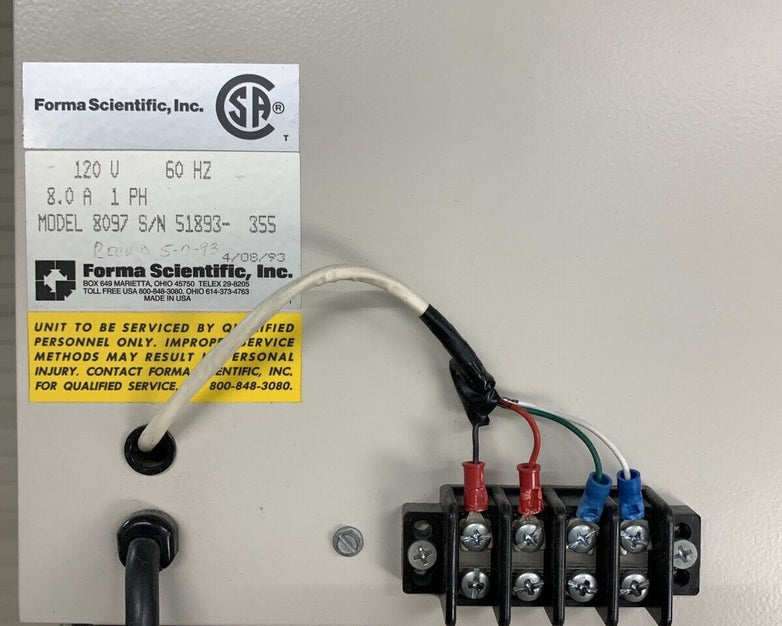 Forma Scientific, Inc.
CSA ®
T
120 V 60 HZ
8.0 A 1 PH
MODEL 8097 S/N 51893- 355
4/08/93
Forma Scientific, Inc.
BOX 649 MARIETTA, OHIO 45750 TELEX 29-8205
TOLL FREE USA 800-848-3080. OHIO 614-373-4763
MADE IN USA
UNIT TO BE SERVICED BY QUALIFIED
PERSONNEL ONLY. IMPROPER SERVICE
METHODS MAY RESULT IN PERSONAL
INJURY. CONTACT FORMA SCIENTIFIC, INC.
FOR QUALIFIED SERVICE. 800-848-3080.